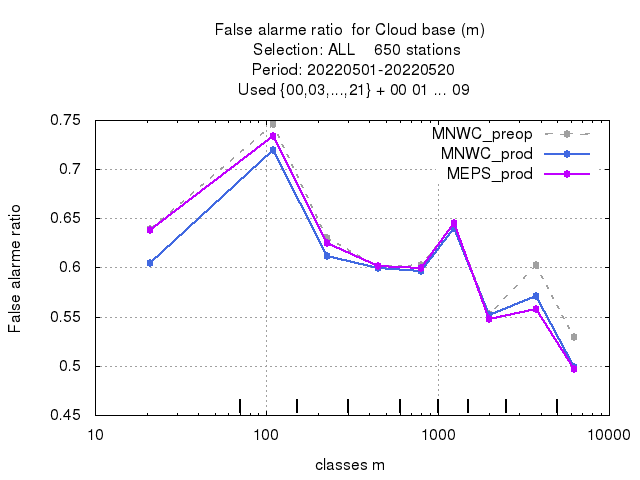 False alarme ratio  for Cloud base (m)
Selection: ALL    650 stations
Period: 20220501-20220520
Used {00,03,...,21} + 00 01 ... 09
MNWC_preop
MNWC_prod
MEPS_prod
False alarme ratio
0.75
0.7
0.65
0.6
0.55
0.5
0.45
10
100
1000
10000
classes m